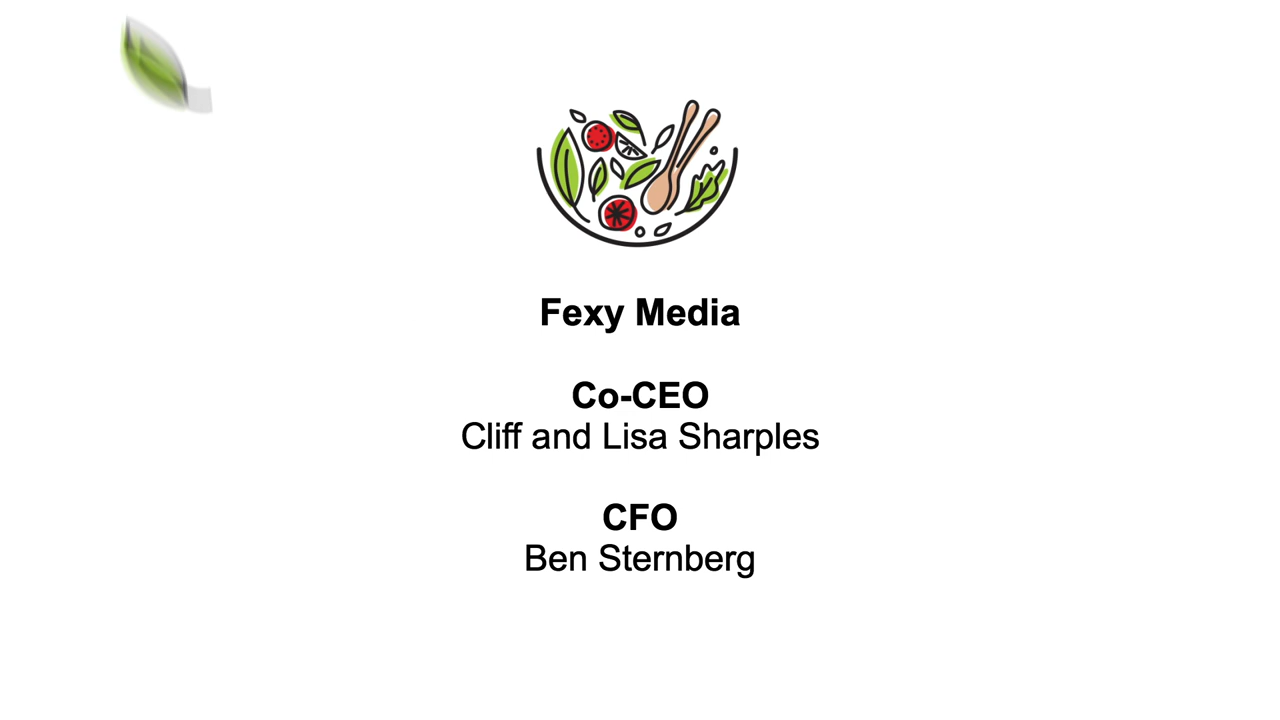 Fexy Media
Co-CEO
Cliff and Lisa Sharples
CFO
Ben Sternberg